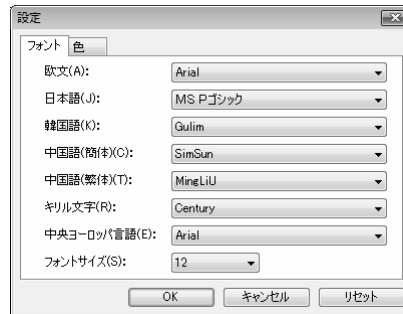 設定
フォント 色
欧文(A): Arial
日本語(J): MS Pゴシック
韓国語(K): Gulim
中国語(簡体)(C): SimSun
中国語(繁体)(T): MingLiU
キリル文字(R): Century
中央ヨーロッパ言語(E): Arial
フォントサイズ(S): 12
OK キャンセル リセット